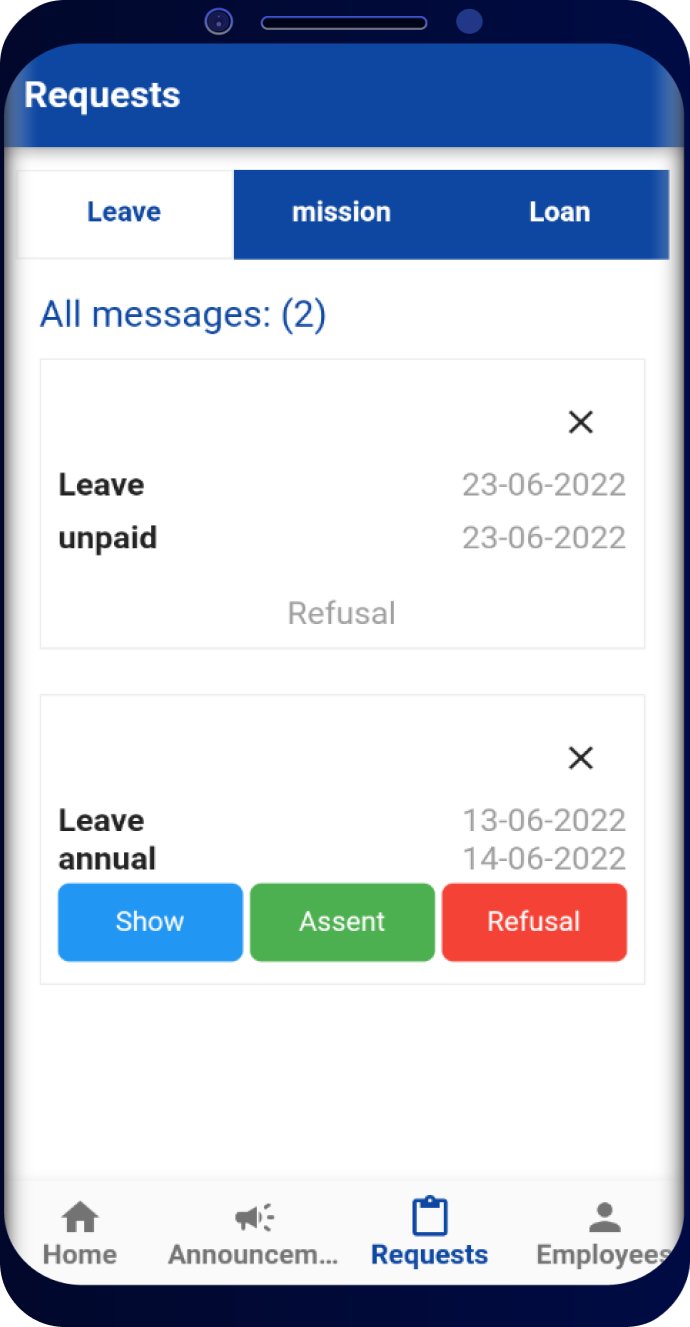 Requests
Leave mission Loan
All messages: (2)
Leave 23-06-2022
unpaid 23-06-2022
Refusal
Leave 13-06-2022
annual 14-06-2022
Show Assent Refusal
Home Announcem... Requests Employees